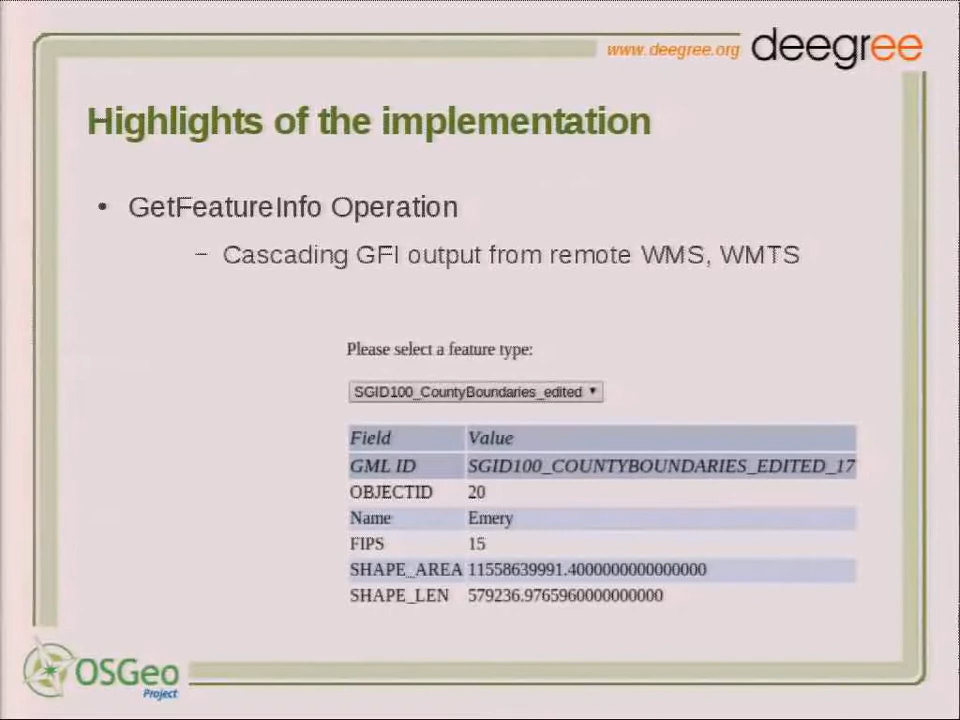 www.deegree.org deegree
Highlights of the implementation
• GetFeatureInfo Operation
– Cascading GFI output from remote WMS, WMTS
Please select a feature type:
SGID100_CountyBoundaries_edited ▼
Field Value
GML ID SGID100_COUNTYBOUNDARIES_EDITED_17
OBJECTID 20
Name Emery
FIPS 15
SHAPE_AREA 11558639991.4000000000000000
SHAPE_LEN 579236.9765960000000000
OSGeo
Project